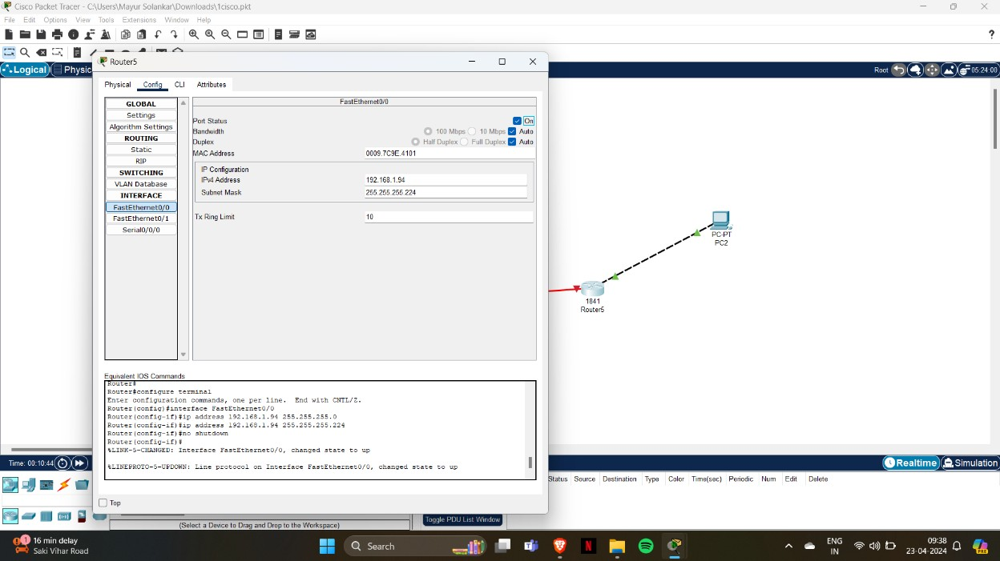 Cisco Packet Tracer - C:\Users\Mayur Solankar\Downloads\1cisco.pkt
File Edit Options View Tools Extensions Window Help
?
Logical Physic
Root 05:24:00
Router5
Physical Config CLI Attributes
GLOBAL
Settings
Algorithm Settings
ROUTING
Static
RIP
SWITCHING
VLAN Database
INTERFACE
FastEthernet0/0
FastEthernet0/1
Serial0/0/0
FastEthernet0/0
Port Status On
Bandwidth 100 Mbps 10 Mbps Auto
Duplex Half Duplex Full Duplex Auto
MAC Address 0009.7C9E.4101
IP Configuration
IPv4 Address 192.168.1.94
Subnet Mask 255.255.255.224
Tx Ring Limit 10
Equivalent IOS Commands
Router#
Router#configure terminal
Enter configuration commands, one per line. End with CNTL/Z.
Router(config)#interface FastEthernet0/0
Router(config-if)#ip address 192.168.1.94 255.255.255.0
Router(config-if)#ip address 192.168.1.94 255.255.255.224
Router(config-if)#no shutdown
Router(config-if)#
%LINK-5-CHANGED: Interface FastEthernet0/0, changed state to up
%LINEPROTO-5-UPDOWN: Line protocol on Interface FastEthernet0/0, changed state to up
Top
PC-PT
PC2
1841
Router5
Time: 00:10:44
Realtime Simulation
Status Source Destination Type Color Time(sec) Periodic Num Edit Delete
(Select a Device to Drag and Drop to the Workspace)
Toggle PDU List Window
1
16 min delay
Saki Vihar Road
Search
ENG
IN
09:38
23-04-2024
PRE